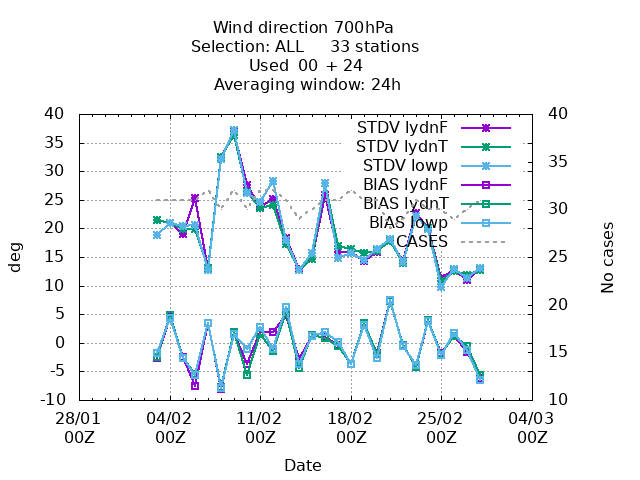 Wind direction 700hPa
Selection: ALL 33 stations
Used 00 + 24
Averaging window: 24h
40
35
30
25
20
15
10
5
0
-5
-10
deg
40
35
30
25
20
15
10
No cases
STDV lydnF
STDV lydnT
STDV lowp
BIAS lydnF
BIAS lydnT
BIAS lowp
CASES
28/01 04/02 11/02 18/02 25/02 04/03
00Z 00Z 00Z 00Z 00Z 00Z
Date